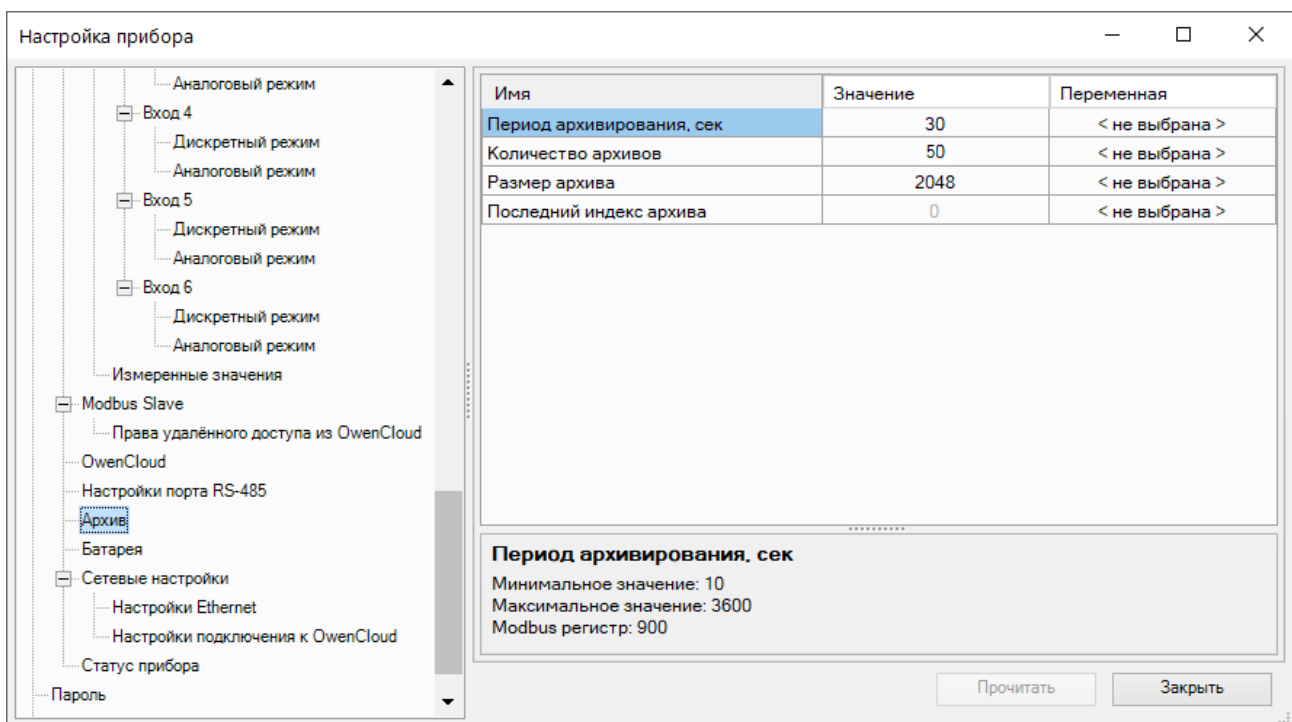 Настройка прибора
Аналоговый режим
Вход 4
Дискретный режим
Аналоговый режим
Вход 5
Дискретный режим
Аналоговый режим
Вход 6
Дискретный режим
Аналоговый режим
Измеренные значения
Modbus Slave
Права удалённого доступа из OwenCloud
OwenCloud
Настройки порта RS-485
Архив
Батарея
Сетевые настройки
Настройки Ethernet
Настройки подключения к OwenCloud
Статус прибора
Пароль
Имя Значение Переменная
Период архивирования, сек 30 < не выбрана >
Количество архивов 50 < не выбрана >
Размер архива 2048 < не выбрана >
Последний индекс архива 0 < не выбрана >
Период архивирования, сек
Минимальное значение: 10
Максимальное значение: 3600
Modbus регистр: 900
Прочитать Закрыть